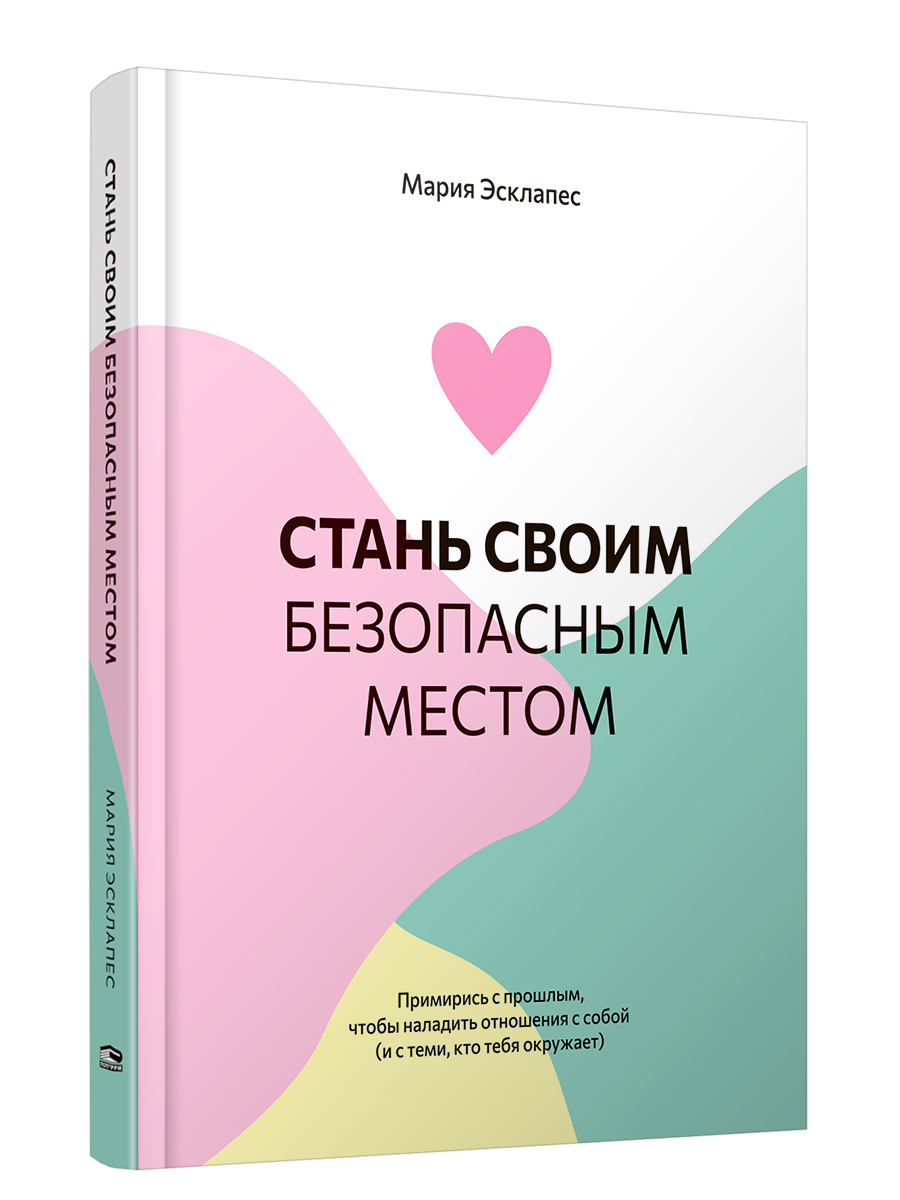 Мария Эсклапес
СТАНЬ СВОИМ
БЕЗОПАСНЫМ
МЕСТОМ
Примирись с прошлым,
чтобы наладить отношения с собой
(и с теми, кто тебя окружает)
СТАНЬ СВОИМ БЕЗОПАСНЫМ МЕСТОМ
МАРИЯ ЭСКЛАПЕС
ПОПУРРИ